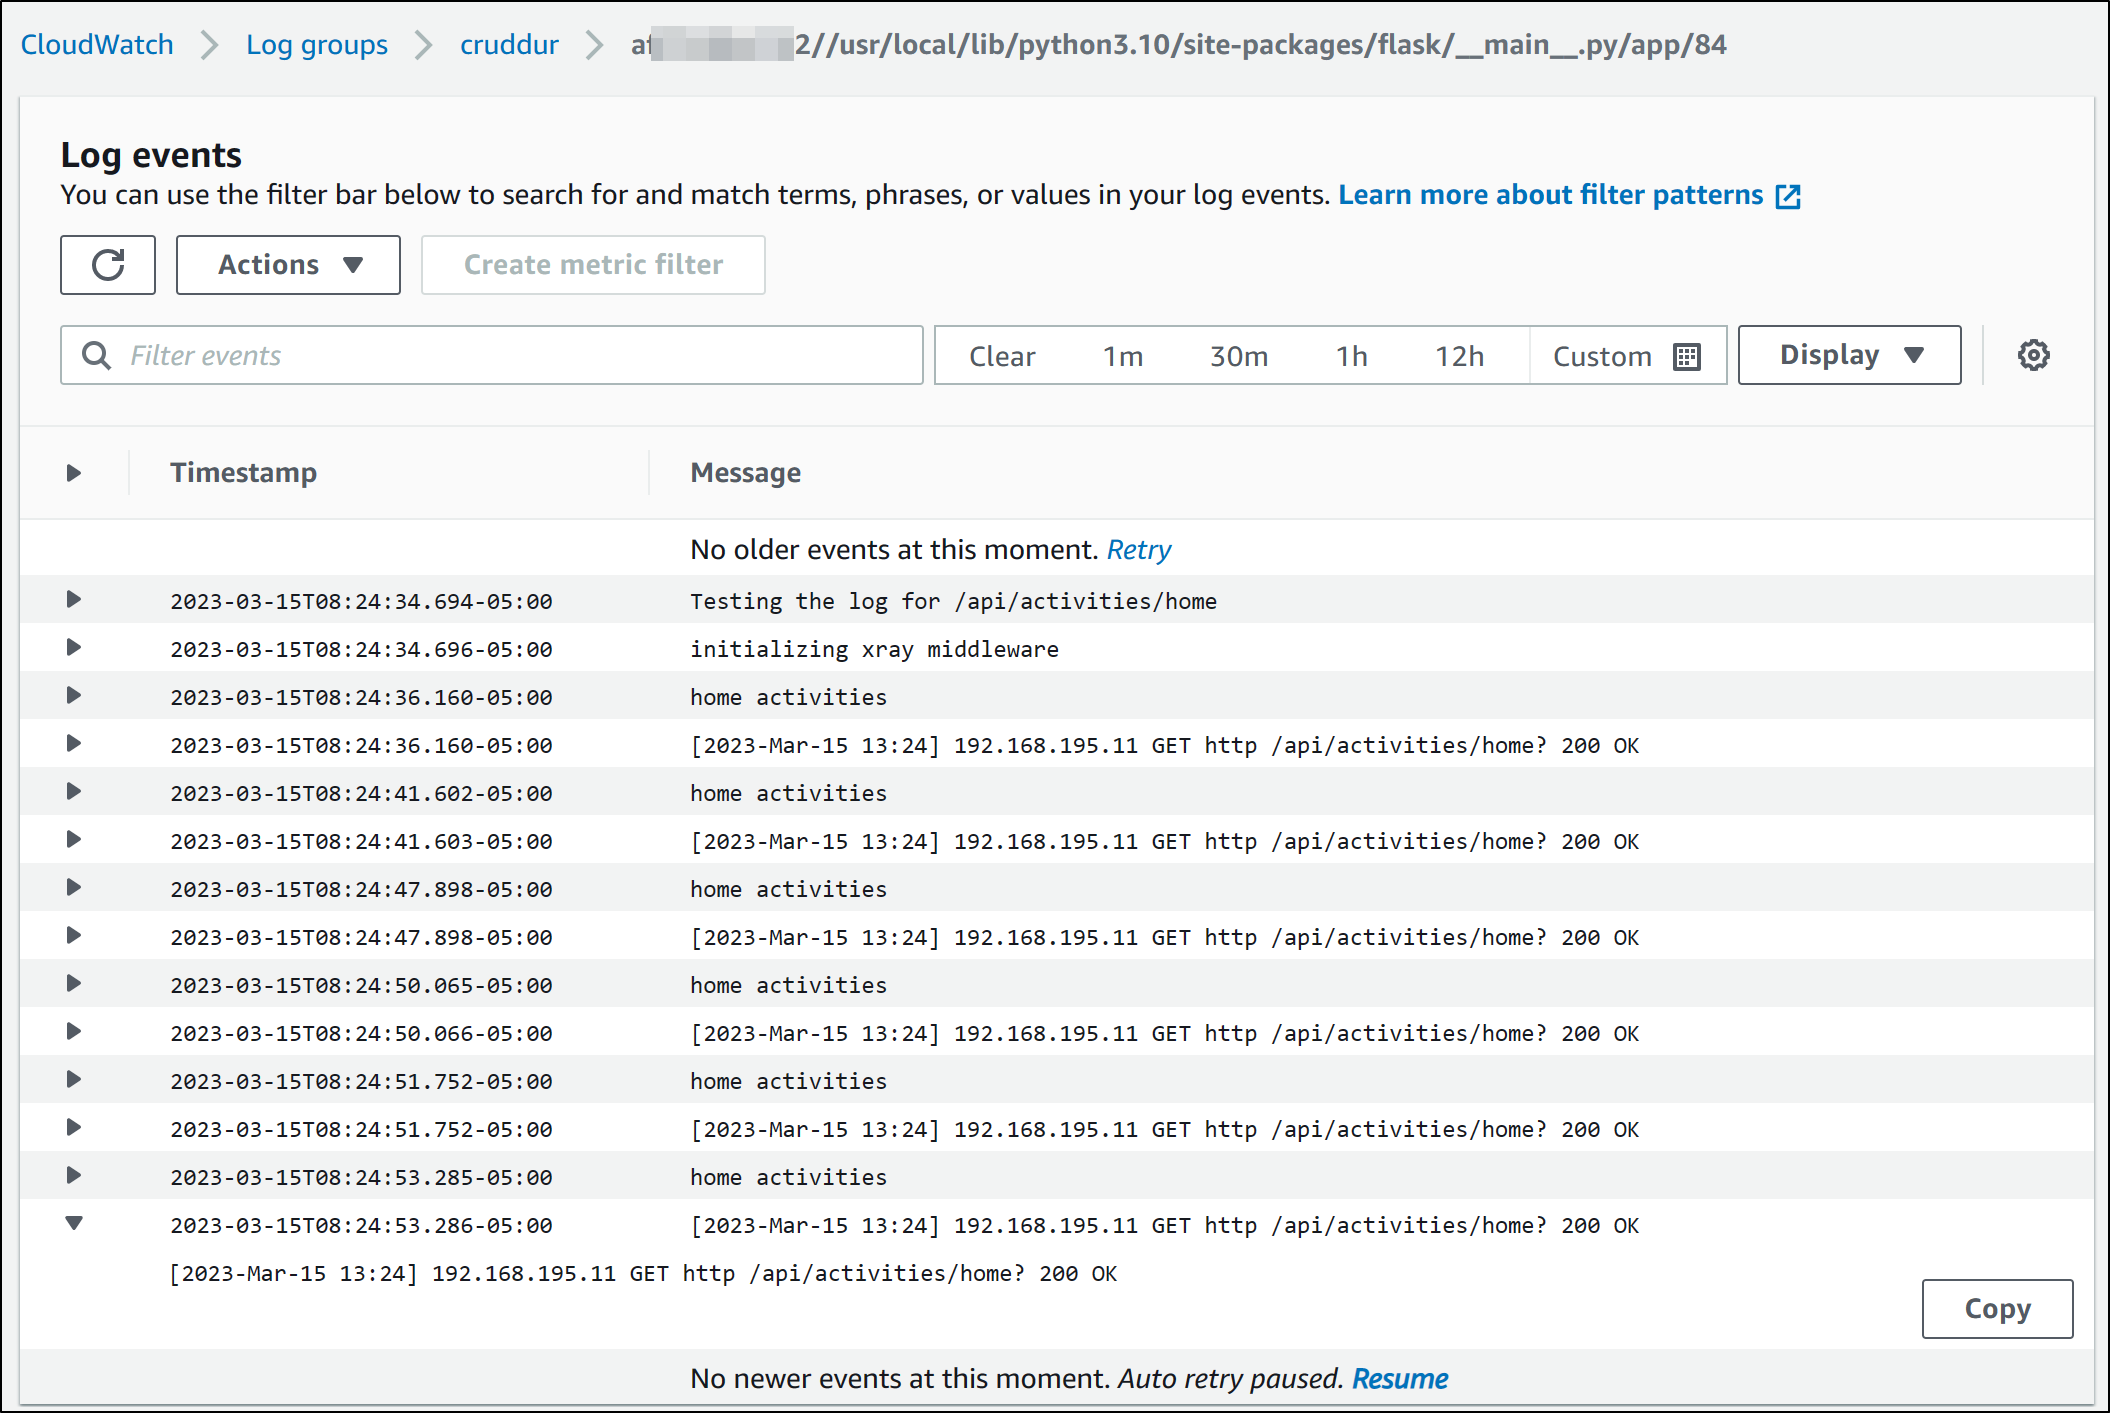 CloudWatch > Log groups > cruddur > af 2//usr/local/lib/python3.10/site-packages/flask/__main__.py/app/84
Log events
You can use the filter bar below to search for and match terms, phrases, or values in your log events. Learn more about filter patterns
Actions Create metric filter
Filter events Clear 1m 30m 1h 12h Custom Display
Timestamp Message
No older events at this moment. Retry
2023-03-15T08:24:34.694-05:00 Testing the log for /api/activities/home
2023-03-15T08:24:34.696-05:00 initializing xray middleware
2023-03-15T08:24:36.160-05:00 home activities
2023-03-15T08:24:36.160-05:00 [2023-Mar-15 13:24] 192.168.195.11 GET http /api/activities/home? 200 OK
2023-03-15T08:24:41.602-05:00 home activities
2023-03-15T08:24:41.603-05:00 [2023-Mar-15 13:24] 192.168.195.11 GET http /api/activities/home? 200 OK
2023-03-15T08:24:47.898-05:00 home activities
2023-03-15T08:24:47.898-05:00 [2023-Mar-15 13:24] 192.168.195.11 GET http /api/activities/home? 200 OK
2023-03-15T08:24:50.065-05:00 home activities
2023-03-15T08:24:50.066-05:00 [2023-Mar-15 13:24] 192.168.195.11 GET http /api/activities/home? 200 OK
2023-03-15T08:24:51.752-05:00 home activities
2023-03-15T08:24:51.752-05:00 [2023-Mar-15 13:24] 192.168.195.11 GET http /api/activities/home? 200 OK
2023-03-15T08:24:53.285-05:00 home activities
2023-03-15T08:24:53.286-05:00 [2023-Mar-15 13:24] 192.168.195.11 GET http /api/activities/home? 200 OK
[2023-Mar-15 13:24] 192.168.195.11 GET http /api/activities/home? 200 OK
Copy
No newer events at this moment. Auto retry paused. Resume